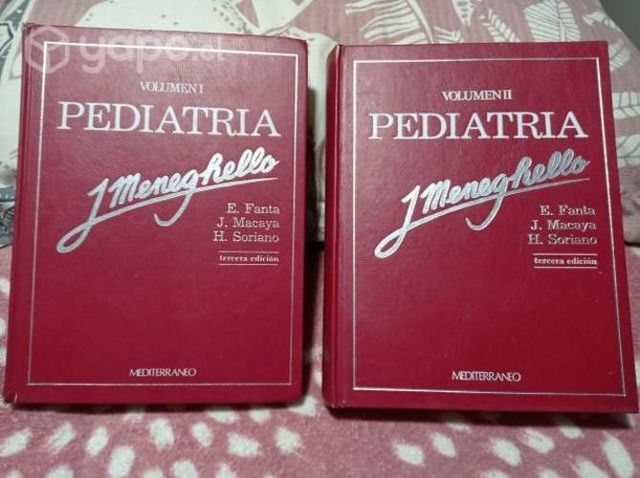 yapo.cl
VOLUMEN I
PEDIATRIA
J Meneghello
E. Fanta
J. Macaya
H. Soriano
tercera edición
MEDITERRANEO
VOLUMEN II
PEDIATRIA
J Meneghello
E. Fanta
J. Macaya
H. Soriano
tercera edición
MEDITERRANEO